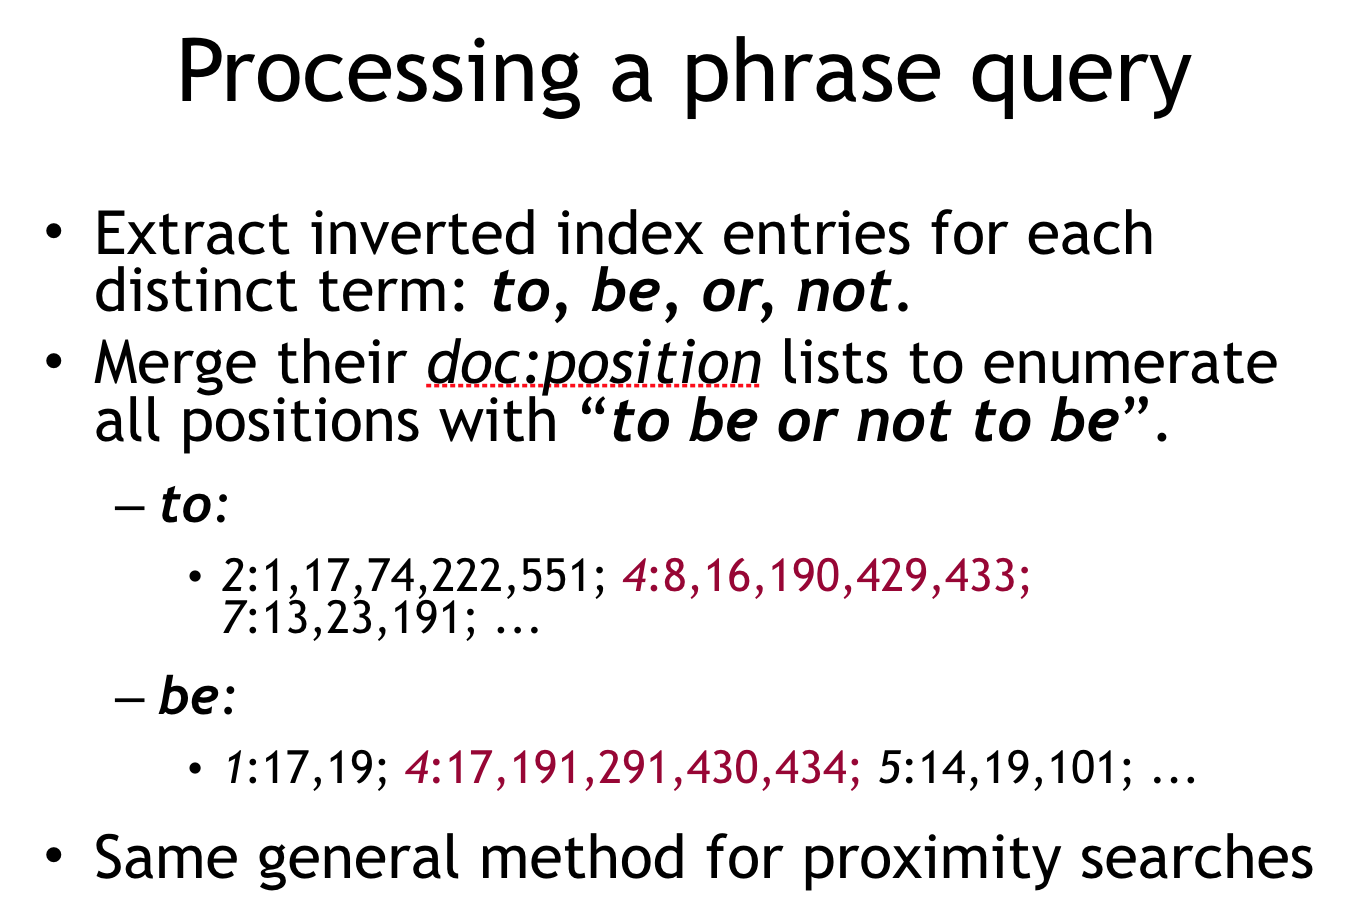 Processing a phrase query
• Extract inverted index entries for each
distinct term: to, be, or, not.
• Merge their doc:position lists to enumerate
all positions with “to be or not to be”.
– to:
• 2:1,17,74,222,551; 4:8,16,190,429,433;
7:13,23,191; ...
– be:
• 1:17,19; 4:17,191,291,430,434; 5:14,19,101; ...
• Same general method for proximity searches